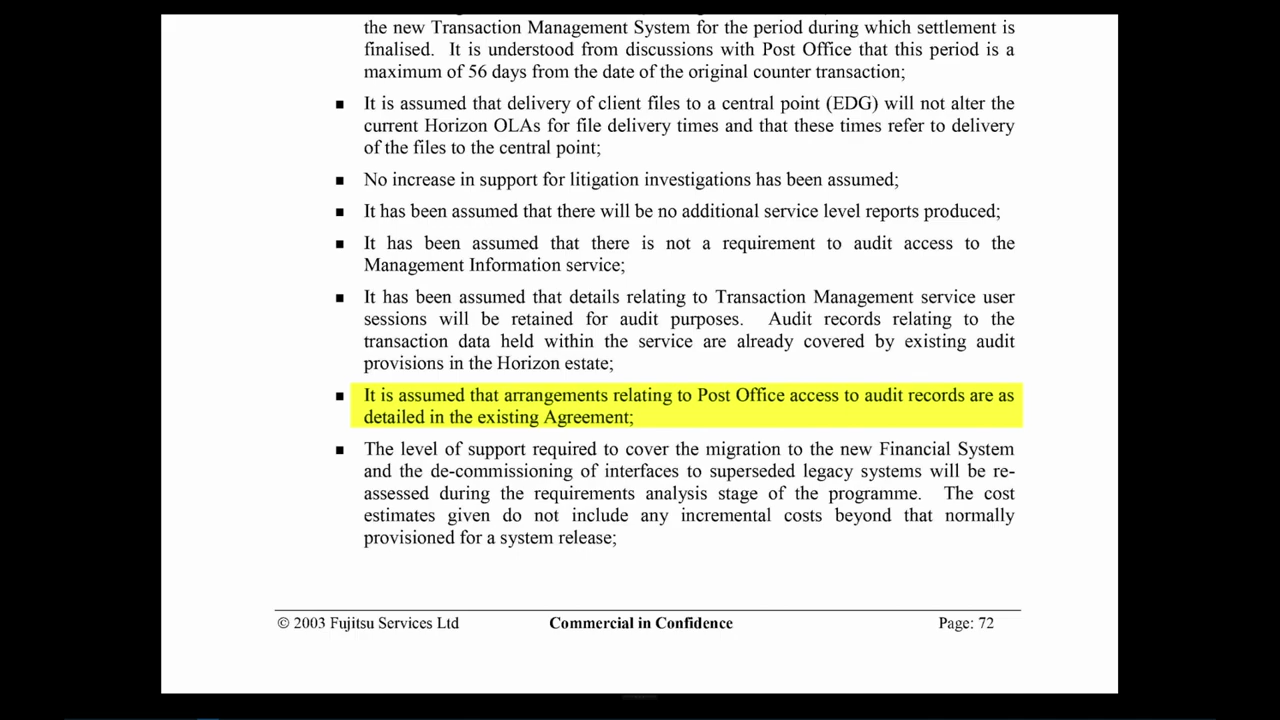 the new Transaction Management System for the period during which settlement is
finalised. It is understood from discussions with Post Office that this period is a
maximum of 56 days from the date of the original counter transaction;
▪ It is assumed that delivery of client files to a central point (EDG) will not alter the
current Horizon OLAs for file delivery times and that these times refer to delivery
of the files to the central point;
▪ No increase in support for litigation investigations has been assumed;
▪ It has been assumed that there will be no additional service level reports produced;
▪ It has been assumed that there is not a requirement to audit access to the
Management Information service;
▪ It has been assumed that details relating to Transaction Management service user
sessions will be retained for audit purposes. Audit records relating to the
transaction data held within the service are already covered by existing audit
provisions in the Horizon estate;
▪ It is assumed that arrangements relating to Post Office access to audit records are as
detailed in the existing Agreement;
▪ The level of support required to cover the migration to the new Financial System
and the de-commissioning of interfaces to superseded legacy systems will be re-
assessed during the requirements analysis stage of the programme. The cost
estimates given do not include any incremental costs beyond that normally
provisioned for a system release;
© 2003 Fujitsu Services Ltd Commercial in Confidence Page: 72